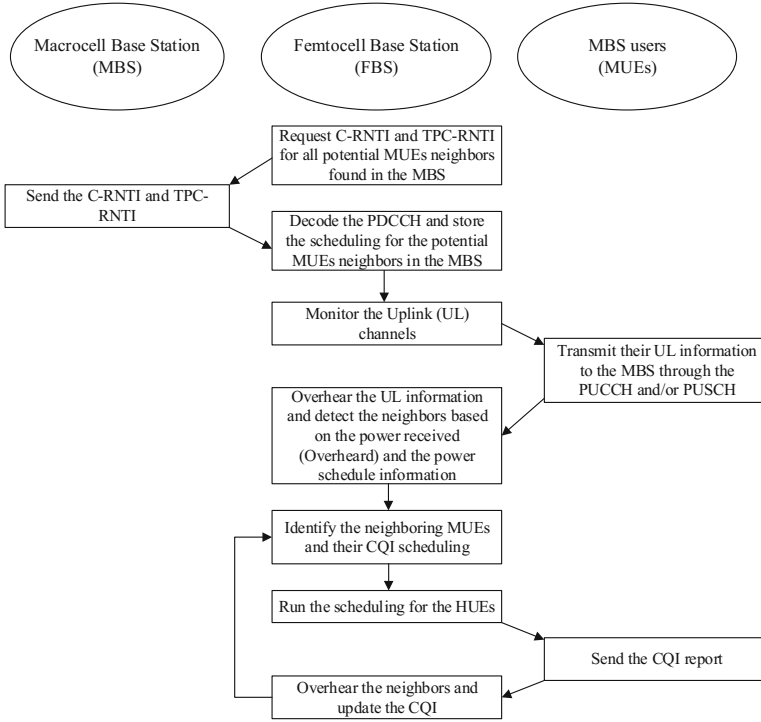 Macrocell Base Station
(MBS)
Femtocell Base Station
(FBS)
MBS users
(MUEs)
Request C-RNTI and TPC-RNTI
for all potential MUEs neighbors
found in the MBS
Send the C-RNTI and TPC-
RNTI
Decode the PDCCH and store
the scheduling for the potential
MUEs neighbors in the MBS
Monitor the Uplink (UL)
channels
Transmit their UL information
to the MBS through the
PUCCH and/or PUSCH
Overhear the UL information
and detect the neighbors based
on the power received
(Overheard) and the power
schedule information
Identify the neighboring MUEs
and their CQI scheduling
Run the scheduling for the HUEs
Send the CQI report
Overhear the neighbors and
update the CQI